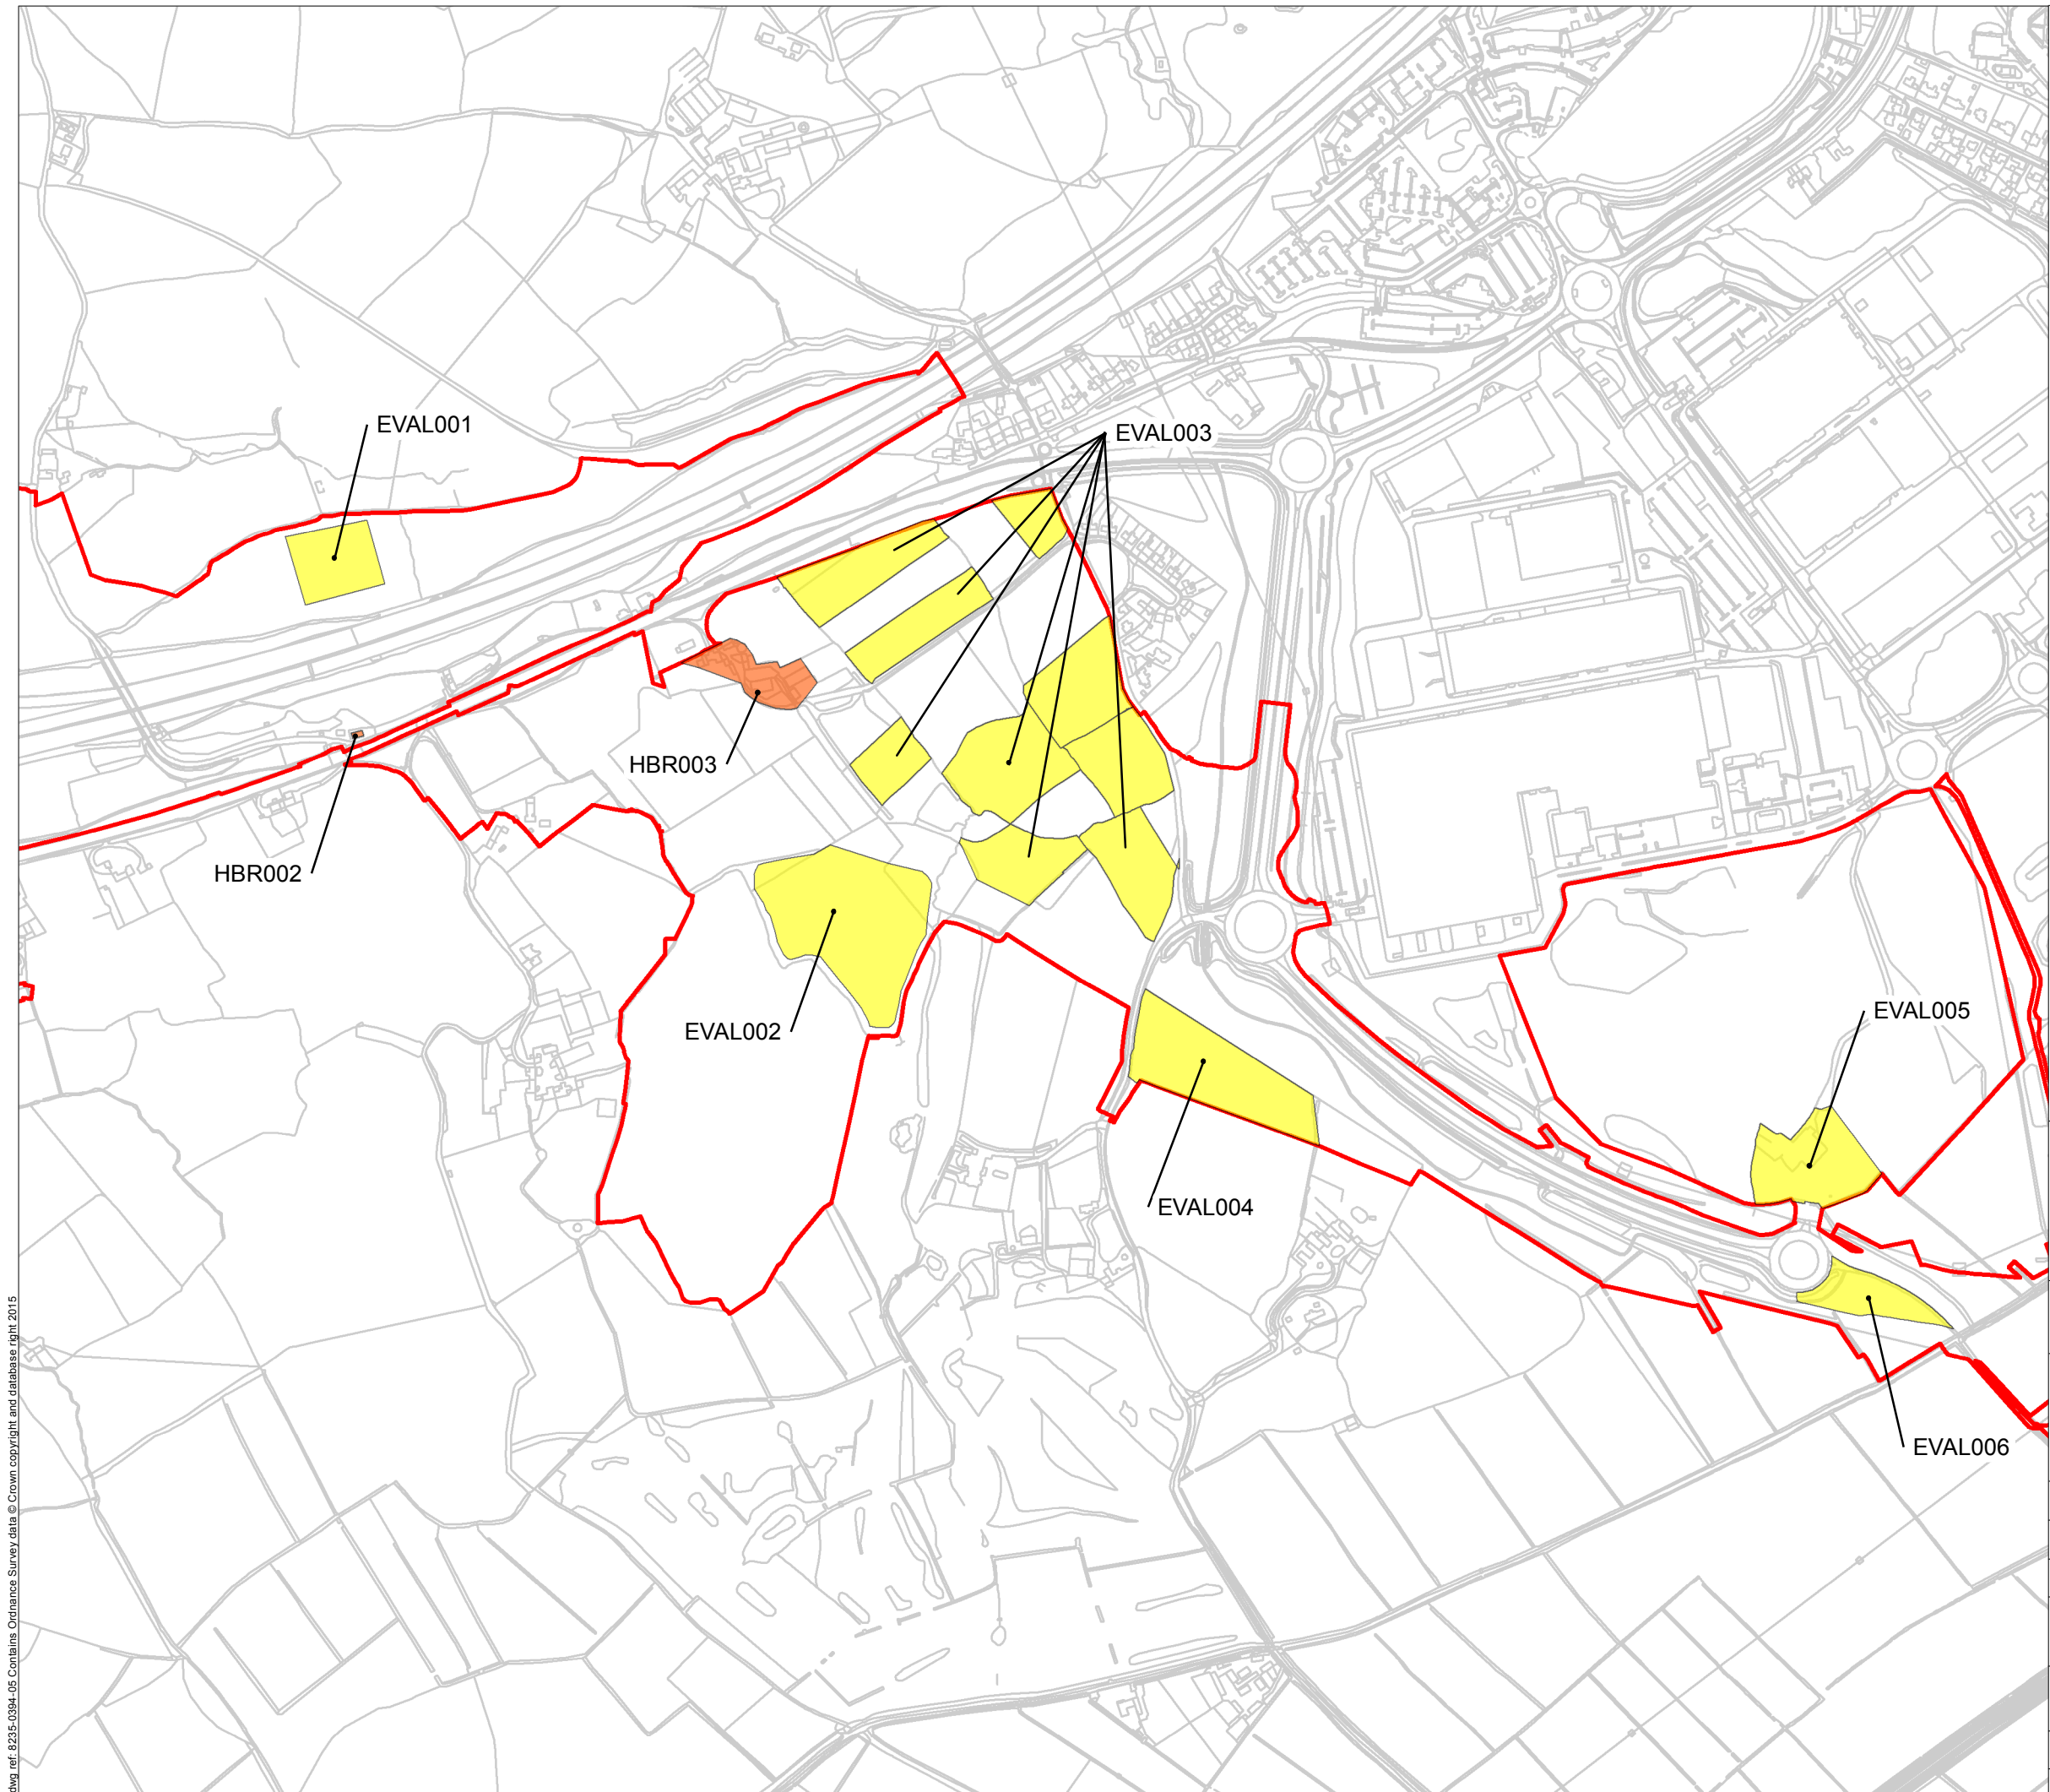 EVAL001
EVAL003
HBR003
HBR002
EVAL002
EVAL005
EVAL004
EVAL006
dwg ref: 8235-0394-05 Contains Ordnance Survey data © Crown copyright and database right 2015